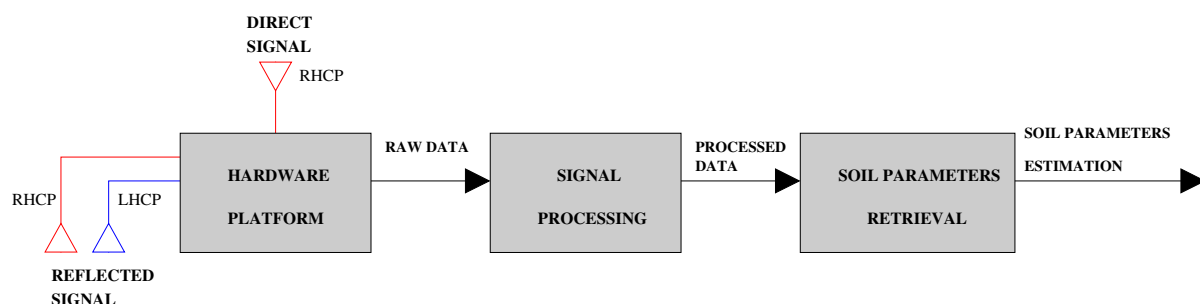 DIRECT
SIGNAL
RHCP
RHCP
LHCP
REFLECTED
SIGNAL
HARDWARE
PLATFORM
RAW DATA
SIGNAL
PROCESSING
PROCESSED
DATA
SOIL PARAMETERS
RETRIEVAL
SOIL PARAMETERS
ESTIMATION